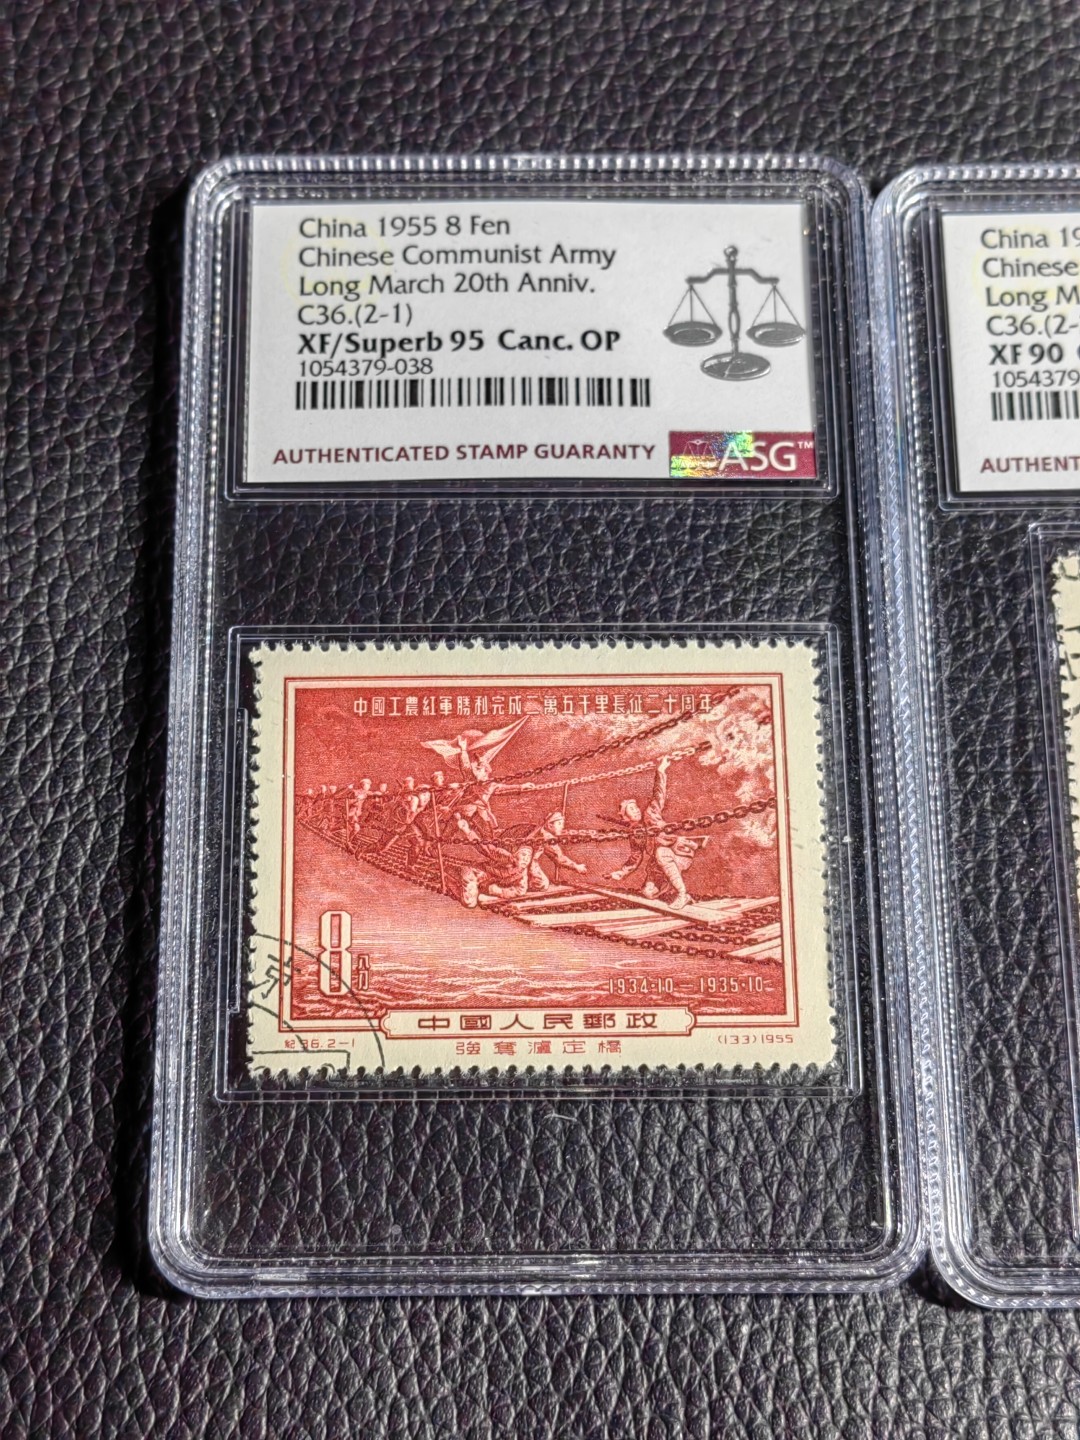 China 1955 8 Fen
Chinese Communist Army
Long March 20th Anniv.
C36.(2-1)
XF/Superb 95 Canc. OP
1054379-038
AUTHENTICATED STAMP GUARANTY ASG™
中國工農紅軍勝利完成二萬五千里長征二十周年
8分
1934·10—1935·10
中國人民郵政
紀36.2-1
強奪瀘定橋
(133)1955
China 19
Chinese
Long M
C36.(2-
XF 90
1054379
AUTHENT